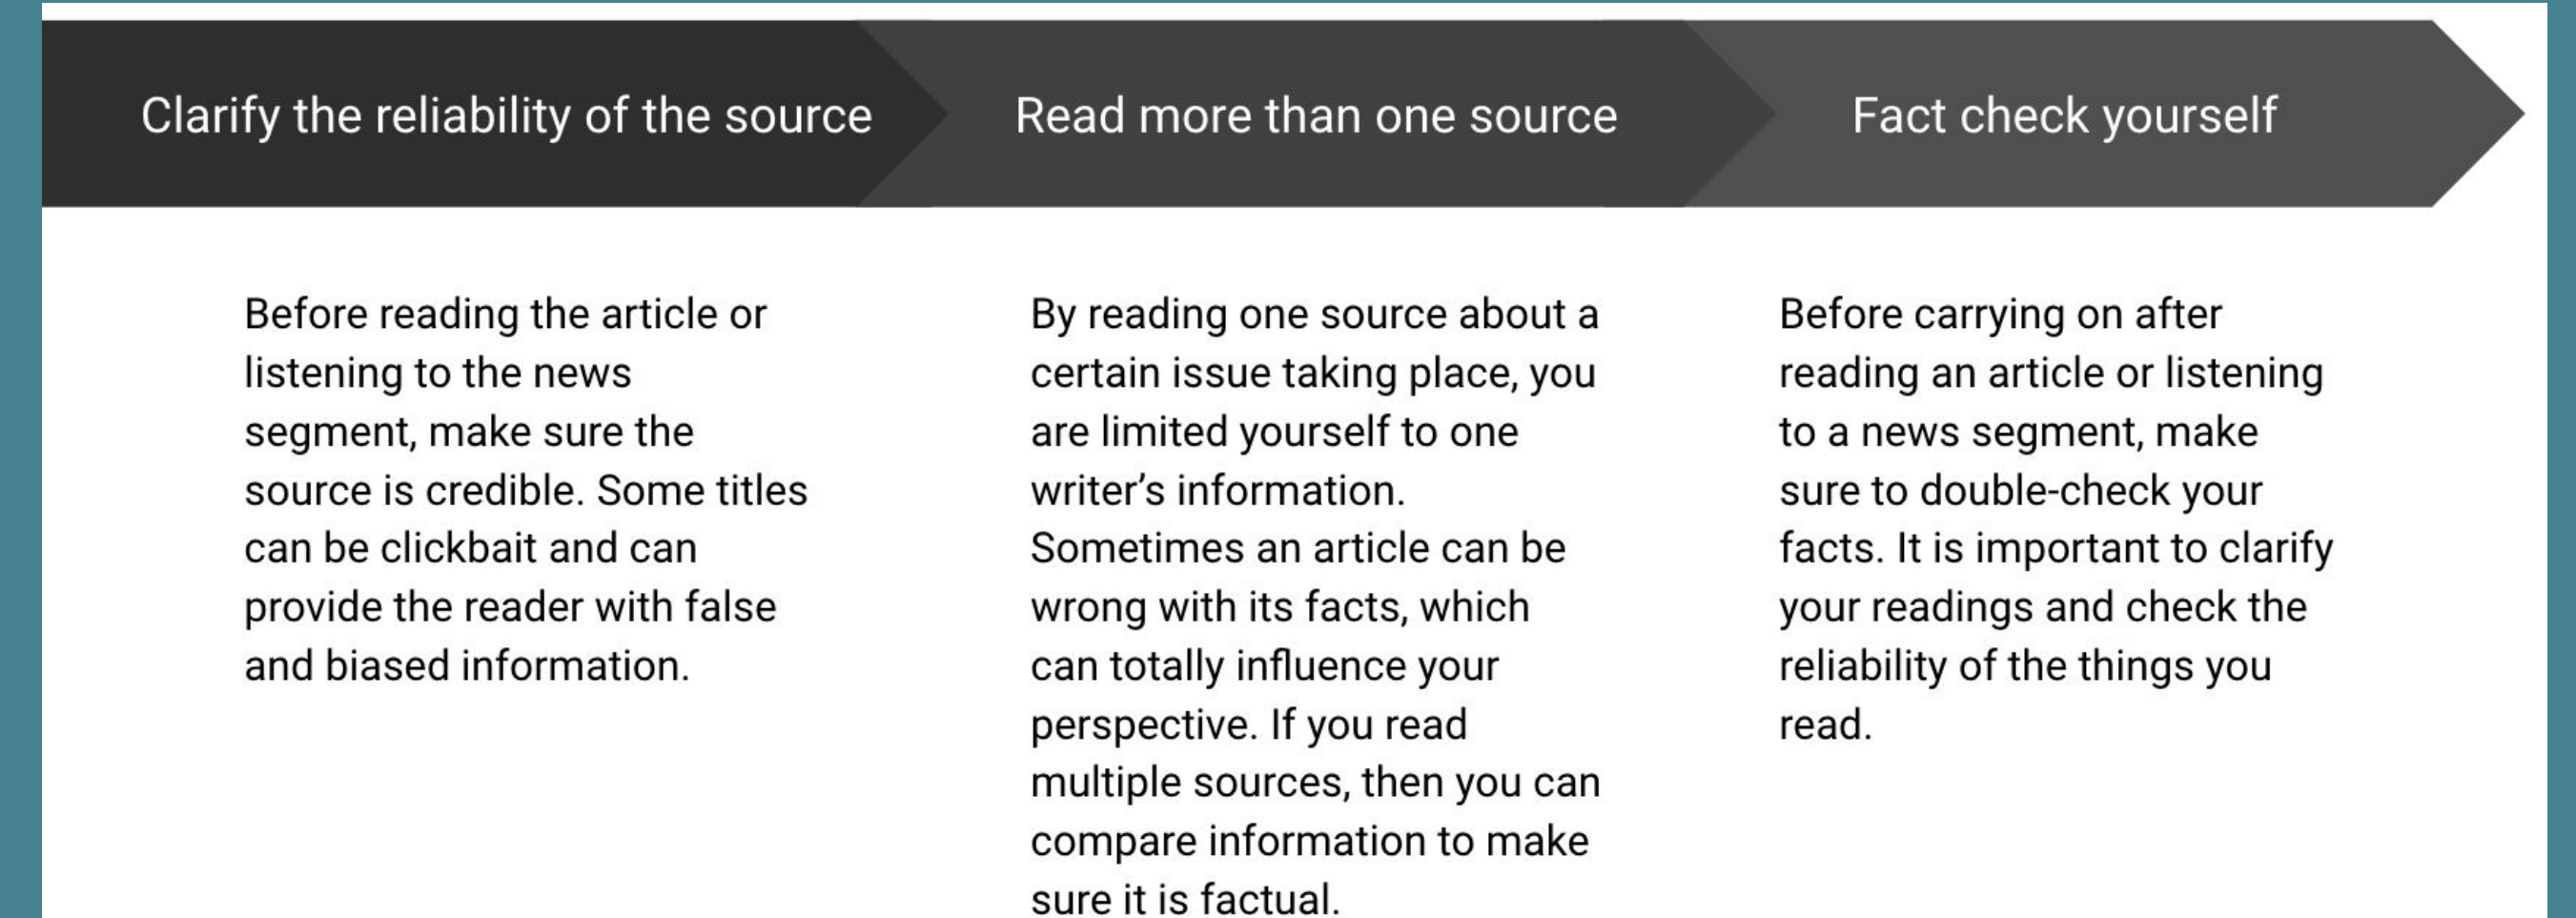 Clarify the reliability of the source
Read more than one source
Fact check yourself
Before reading the article or
listening to the news
segment, make sure the
source is credible. Some titles
can be clickbait and can
provide the reader with false
and biased information.
By reading one source about a
certain issue taking place, you
are limited yourself to one
writer’s information.
Sometimes an article can be
wrong with its facts, which
can totally influence your
perspective. If you read
multiple sources, then you can
compare information to make
sure it is factual.
Before carrying on after
reading an article or listening
to a news segment, make
sure to double-check your
facts. It is important to clarify
your readings and check the
reliability of the things you
read.